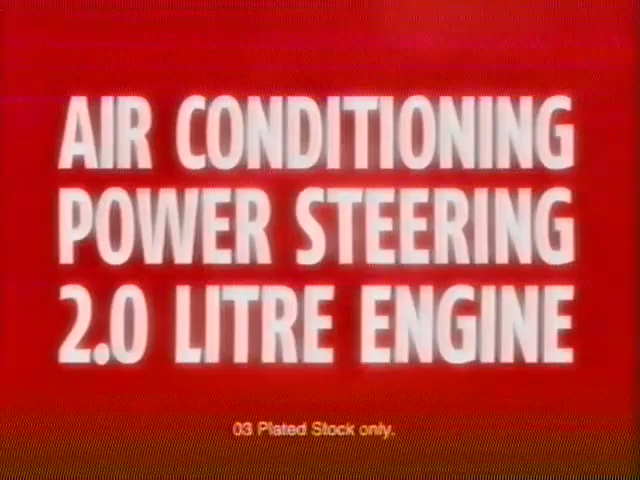 AIR CONDITIONING
POWER STEERING
2.0 LITRE ENGINE
03 Plated Stock only.